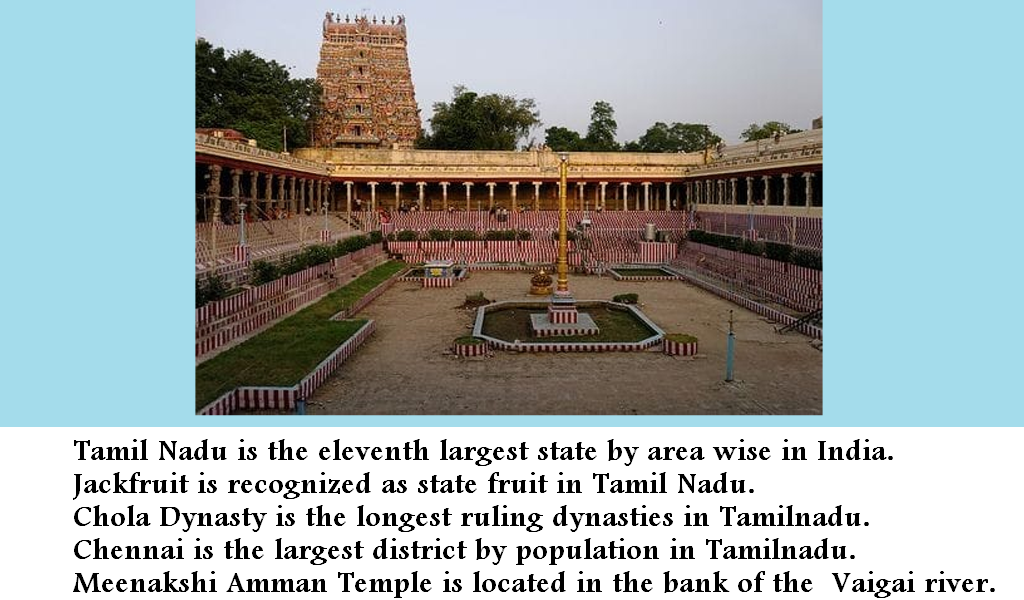 Tamil Nadu is the eleventh largest state by area wise in India.
Jackfruit is recognized as state fruit in Tamil Nadu.
Chola Dynasty is the longest ruling dynasties in Tamilnadu.
Chennai is the largest district by population in Tamilnadu.
Meenakshi Amman Temple is located in the bank of the  Vaigai river.